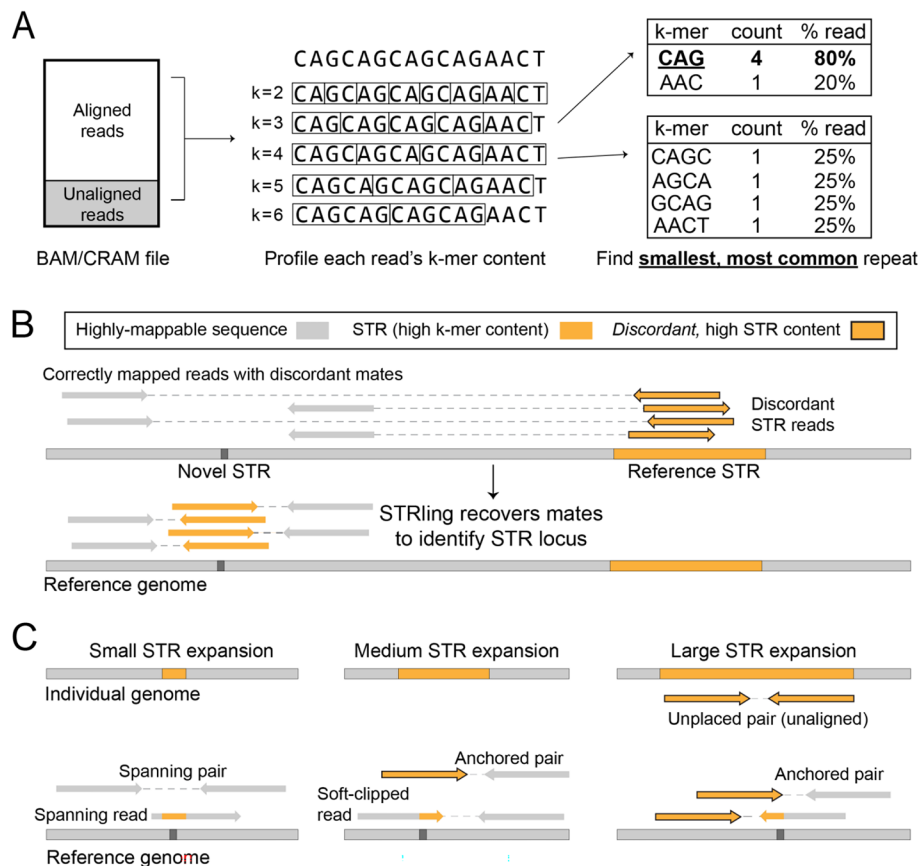 A
Aligned
reads
Unaligned
reads
BAM/CRAM file
CAGCAGCAGCAGAACT
k=2 CAGCAGCAGCAGAACT
k=3 CAGCAGCAGCAGAACT
k=4 CAGCAGCAGCAGAACT
k=5 CAGCAGCAGCAGAACT
k=6 CAGCAGCAGCAGAACT
Profile each read's k-mer content
k-mer count % read
CAG 4 80%
AAC 1 20%
k-mer count % read
CAGC 1 25%
AGCA 1 25%
GCAG 1 25%
AACT 1 25%
Find smallest, most common repeat
B
Highly-mappable sequence STR (high k-mer content) Discordant, high STR content
Correctly mapped reads with discordant mates
Discordant
STR reads
Novel STR Reference STR
STRling recovers mates
to identify STR locus
Reference genome
C
Small STR expansion Medium STR expansion Large STR expansion
Individual genome
Unplaced pair (unaligned)
Spanning pair Anchored pair Anchored pair
Spanning read Soft-clipped
read
Reference genome